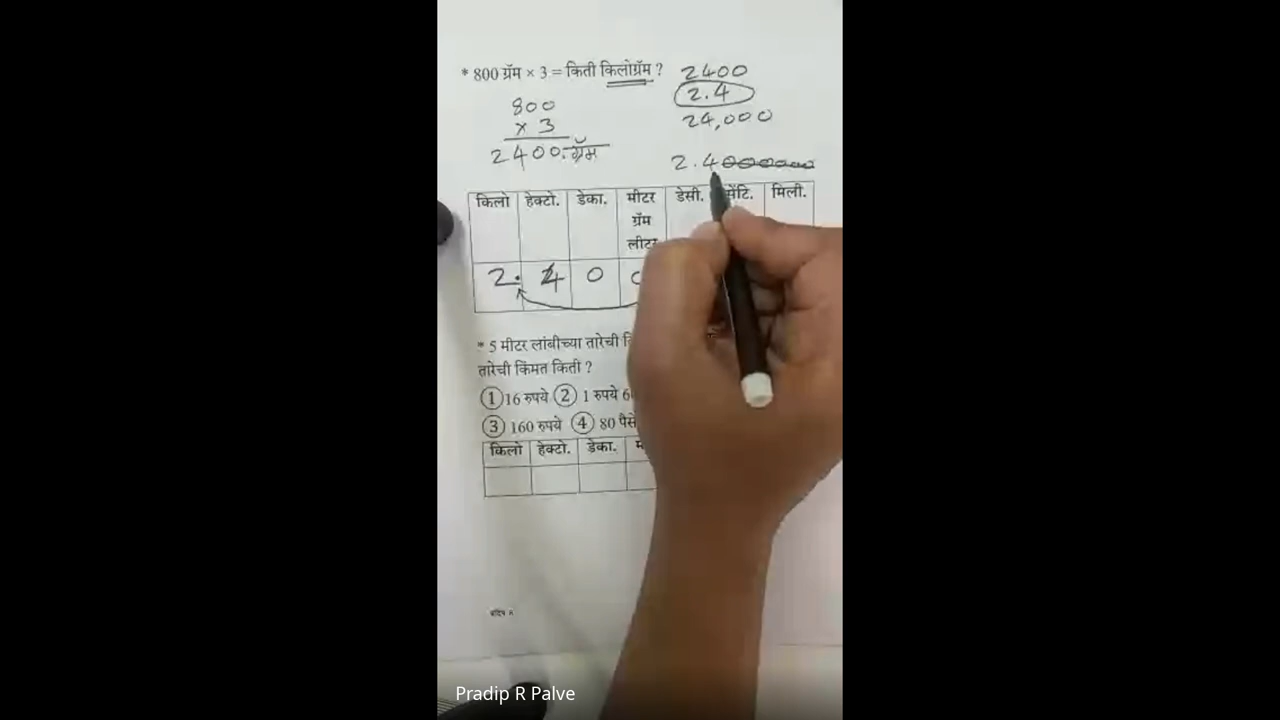 * 800 ग्रॅम × 3 = किती किलोग्रॅम ?
2400
2.4
24,000
800
× 3
2400. ग्रॅम
2.4
किलो हेक्टो. डेका. मीटर ग्रॅम लीटर डेसी. सेंटि. मिली.
2. 4 0
* 5 मीटर लांबीच्या तारेची
तारेची किंमत किती ?
1 16 रुपये 2 1 रुपये
3 160 रुपये 4 80 पैसे
किलो हेक्टो. डेका.
Pradip R Palve